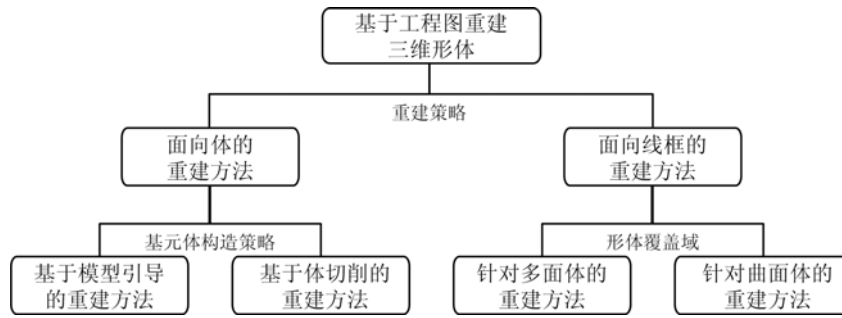 基于工程图重建
三维形体
重建策略
面向体的
重建方法
面向线框的
重建方法
基元体构造策略
形体覆盖域
基于模型引导
的重建方法
基于体切削的
重建方法
针对多面体的
重建方法
针对曲面体的
重建方法